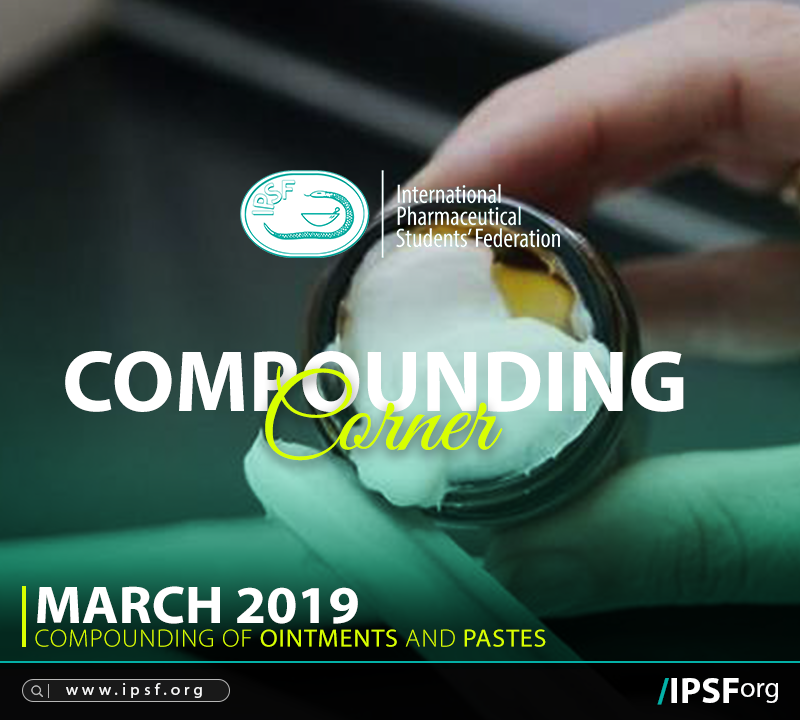 IPSF
International
Pharmaceutical
Students' Federation
COMPOUNDING
Corner
MARCH 2019
COMPOUNDING OF OINTMENTS AND PASTES
www.ipsf.org
/IPSForg